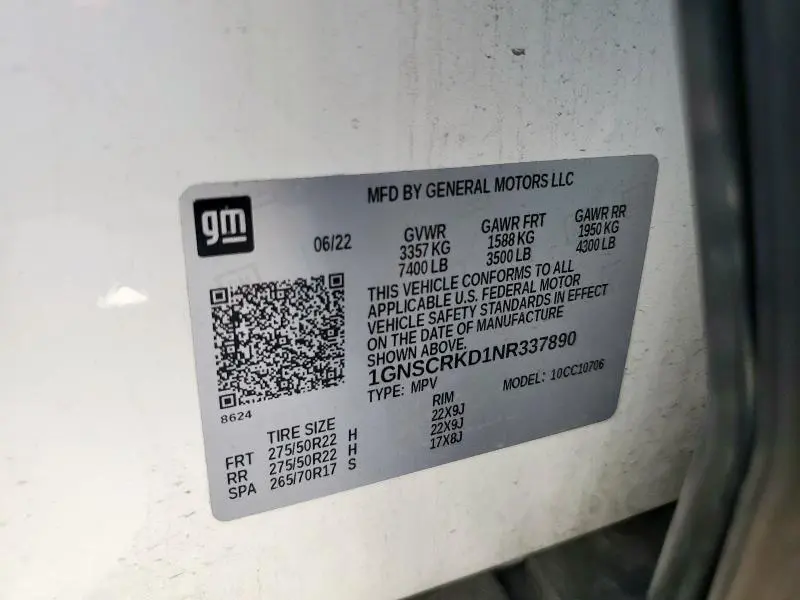 MFD BY GENERAL MOTORS LLC
gm
06/22
GVWR
3357 KG
7400 LB
GAWR FRT
1588 KG
3500 LB
GAWR RR
1950 KG
4300 LB
THIS VEHICLE CONFORMS TO ALL
APPLICABLE U.S. FEDERAL MOTOR
VEHICLE SAFETY STANDARDS IN EFFECT
ON THE DATE OF MANUFACTURE
SHOWN ABOVE.
1GNSCRKD1NR337890
TYPE: MPV
MODEL: 10CC10706
8624
TIRE SIZE
RIM
FRT 275/50R22 H 22X9J
RR 275/50R22 H 22X9J
SPA 265/70R17 S 17X8J